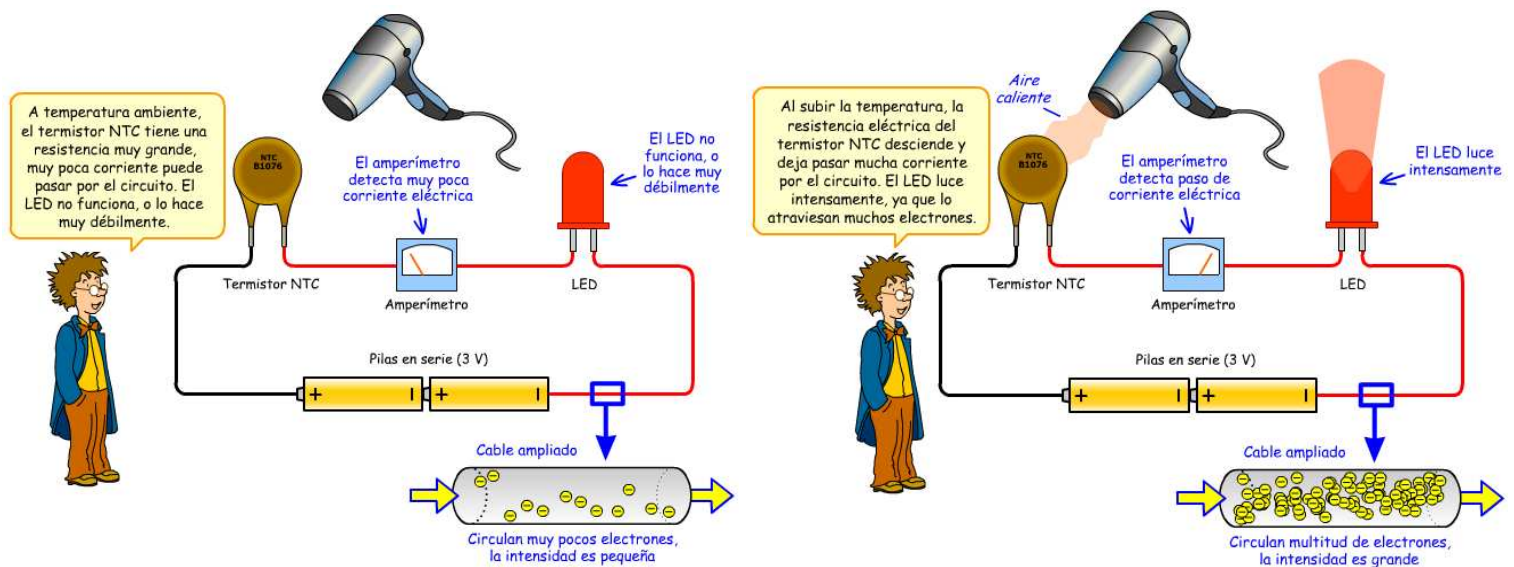 A temperatura ambiente,
el termistor NTC tiene una
resistencia muy grande,
muy poca corriente puede
pasar por el circuito. El
LED no funciona, o lo hace
muy débilmente.
NTC
B1076
El amperímetro
detecta muy poca
corriente eléctrica
El LED no
funciona, o
lo hace muy
débilmente
Termistor NTC
Amperímetro
LED
Pilas en serie (3 V)
+ - + -
Cable ampliado
Circulan muy pocos electrones,
la intensidad es pequeña
Al subir la temperatura, la
resistencia eléctrica del
termistor NTC desciende y
deja pasar mucha corriente
por el circuito. El LED luce
intensamente, ya que lo
atraviesan muchos electrones.
Aire
caliente
NTC
B1076
El amperímetro
detecta paso de
corriente eléctrica
El LED luce
intensamente
Termistor NTC
Amperímetro
LED
Pilas en serie (3 V)
+ - + -
Cable ampliado
Circulan multitud de electrones,
la intensidad es grande